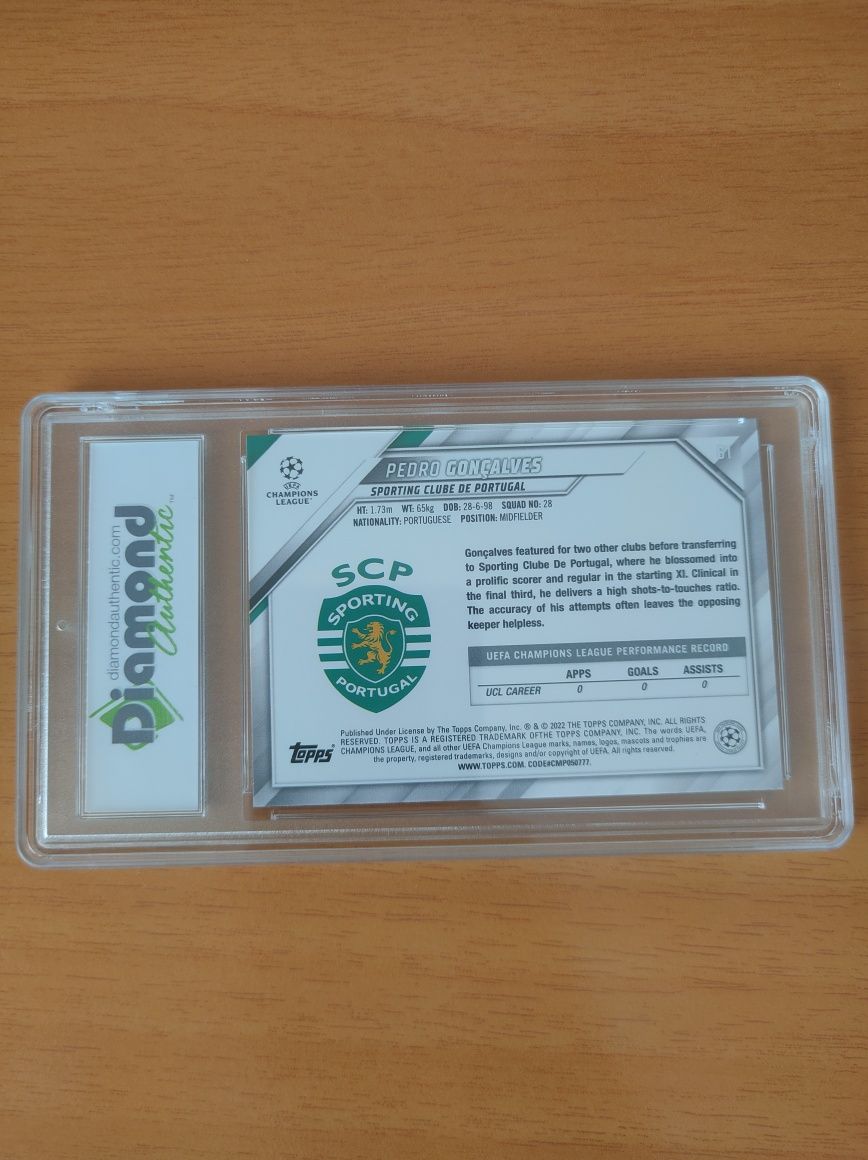 diamondauthentic.com
Diamond
Authentic™
UEFA
CHAMPIONS
LEAGUE™
PEDRO GONÇALVES
61
SPORTING CLUBE DE PORTUGAL
HT: 1.73m WT: 65kg DOB: 28-6-98 SQUAD NO: 28
NATIONALITY: PORTUGUESE POSITION: MIDFIELDER
SCP
SPORTING
PORTUGAL
Gonçalves featured for two other clubs before transferring
to Sporting Clube De Portugal, where he blossomed into
a prolific scorer and regular in the starting XI. Clinical in
the final third, he delivers a high shots-to-touches ratio.
The accuracy of his attempts often leaves the opposing
keeper helpless.
UEFA CHAMPIONS LEAGUE PERFORMANCE RECORD
APPS GOALS ASSISTS
UCL CAREER 0 0 0
topps®
Published Under License by The Topps Company, Inc. ® & © 2022 THE TOPPS COMPANY, INC. ALL RIGHTS
RESERVED. TOPPS IS A REGISTERED TRADEMARK OFTHE TOPPS COMPANY, INC. The words UEFA,
CHAMPIONS LEAGUE, and all other UEFA Champions League marks, names, logos, mascots and trophies are
the property, registered trademarks, designs and/or copyright of UEFA. All rights reserved.
WWW.TOPPS.COM. CODE#CMP050777.